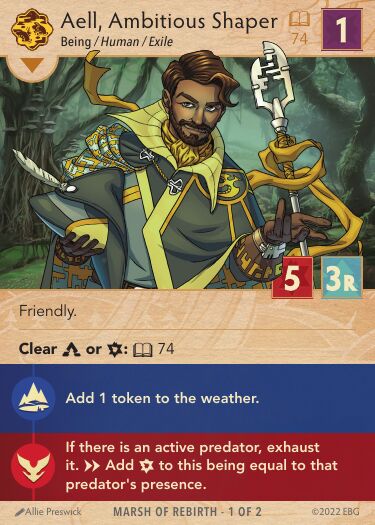 Aell, Ambitious Shaper
74
1
Being / Human / Exile
5
3R
Friendly.
Clear or : 74
Add 1 token to the weather.
If there is an active predator, exhaust
it. Add to this being equal to that
predator's presence.
Allie Preswick
MARSH OF REBIRTH - 1 OF 2
©2022 EBG